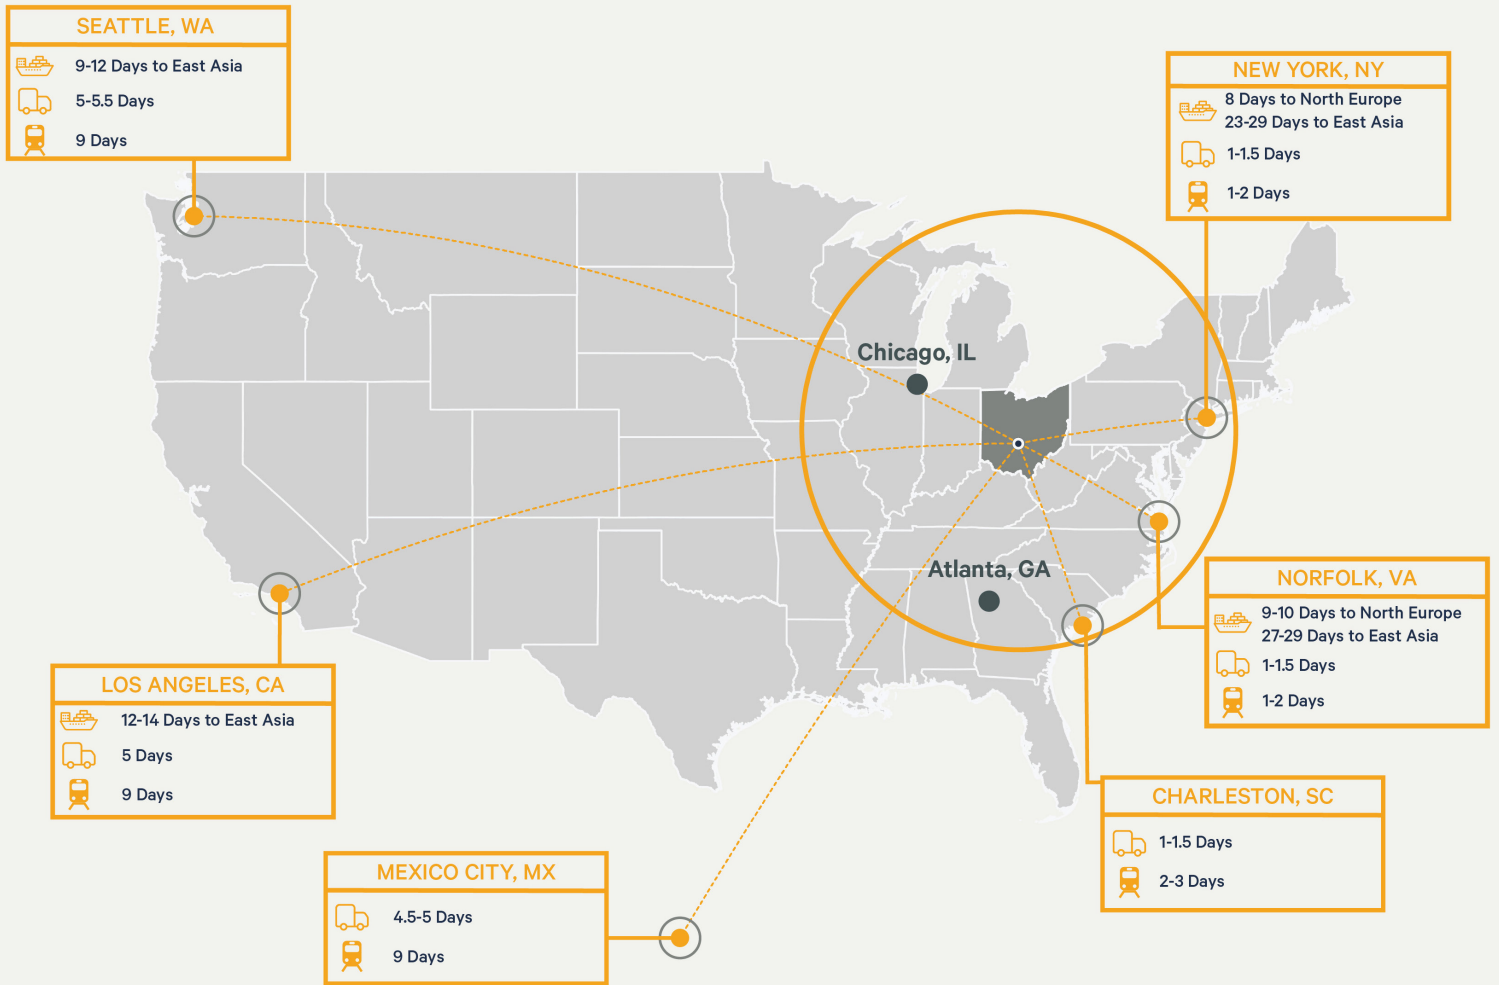 SEATTLE, WA
9-12 Days to East Asia
5-5.5 Days
9 Days
NEW YORK, NY
8 Days to North Europe
23-29 Days to East Asia
1-1.5 Days
1-2 Days
Chicago, IL
Atlanta, GA
NORFOLK, VA
9-10 Days to North Europe
27-29 Days to East Asia
1-1.5 Days
1-2 Days
LOS ANGELES, CA
12-14 Days to East Asia
5 Days
9 Days
CHARLESTON, SC
1-1.5 Days
2-3 Days
MEXICO CITY, MX
4.5-5 Days
9 Days